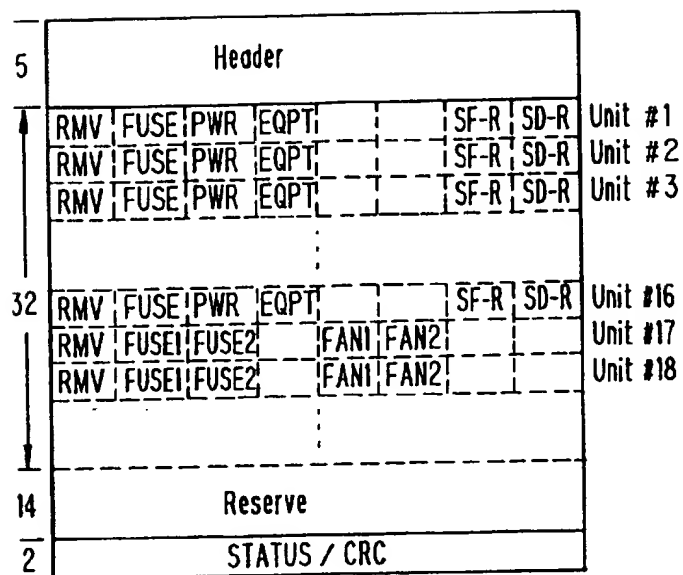 5 Header
RMV FUSE PWR EQPT SF-R SD-R Unit #1
RMV FUSE PWR EQPT SF-R SD-R Unit #2
RMV FUSE PWR EQPT SF-R SD-R Unit #3
32 RMV FUSE PWR EQPT SF-R SD-R Unit #16
RMV FUSE1 FUSE2 FAN1 FAN2 Unit #17
RMV FUSE1 FUSE2 FAN1 FAN2 Unit #18
14 Reserve
2 STATUS / CRC